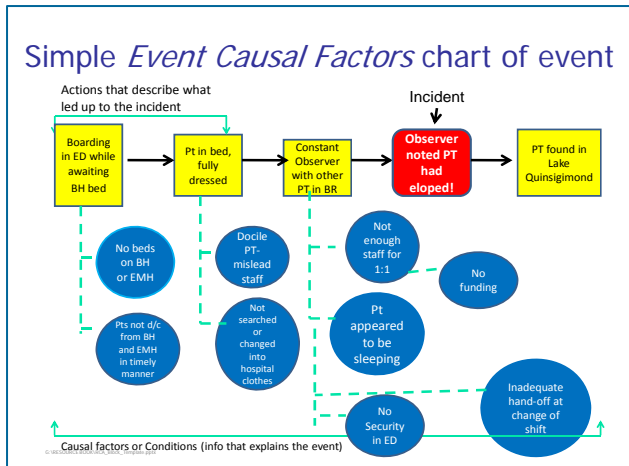 Simple Event Causal Factors chart of event
Actions that describe what
led up to the incident
Incident
Boarding
in ED while
awaiting
BH bed
Pt in bed,
fully
dressed
Constant
Observer
with other
PT in BR
Observer
noted PT
had
eloped!
PT found in
Lake
Quinsigimond
No beds
on BH
or EMH
Pts not d/c
from BH
and EMH
in timely
manner
Docile
PT-
mislead
staff
Not
searched
or
changed
into
hospital
clothes
Not
enough
staff for
1:1
No
funding
Pt
appeared
to be
sleeping
No
Security
in ED
Inadequate
hand-off at
change of
shift
Causal factors or Conditions (info that explains the event)